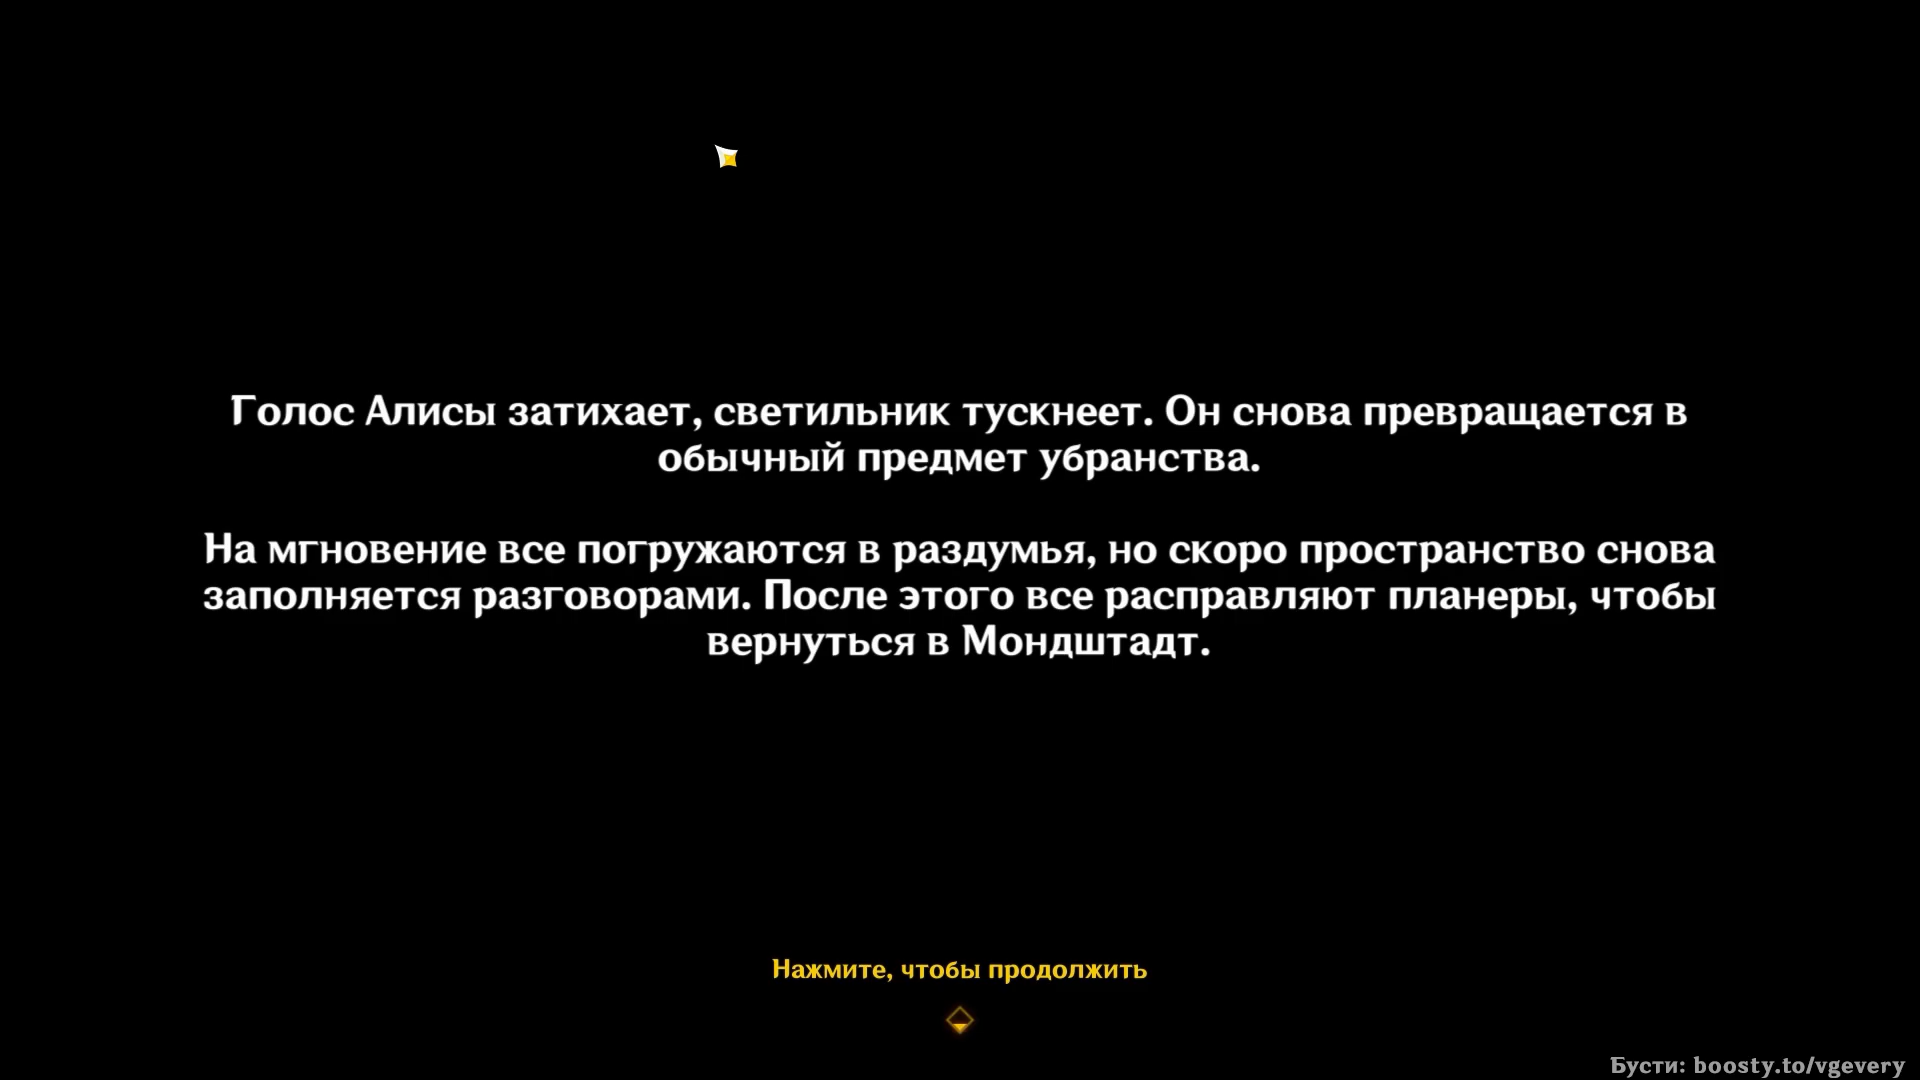 Голос Алисы затихает, светильник тускнеет. Он снова превращается в
обычный предмет убранства.
На мгновение все погружаются в раздумья, но скоро пространство снова
заполняется разговорами. После этого все расправляют планеры, чтобы
вернуться в Мондштадт.
Нажмите, чтобы продолжить
Бусти: boosty.to/vgevery